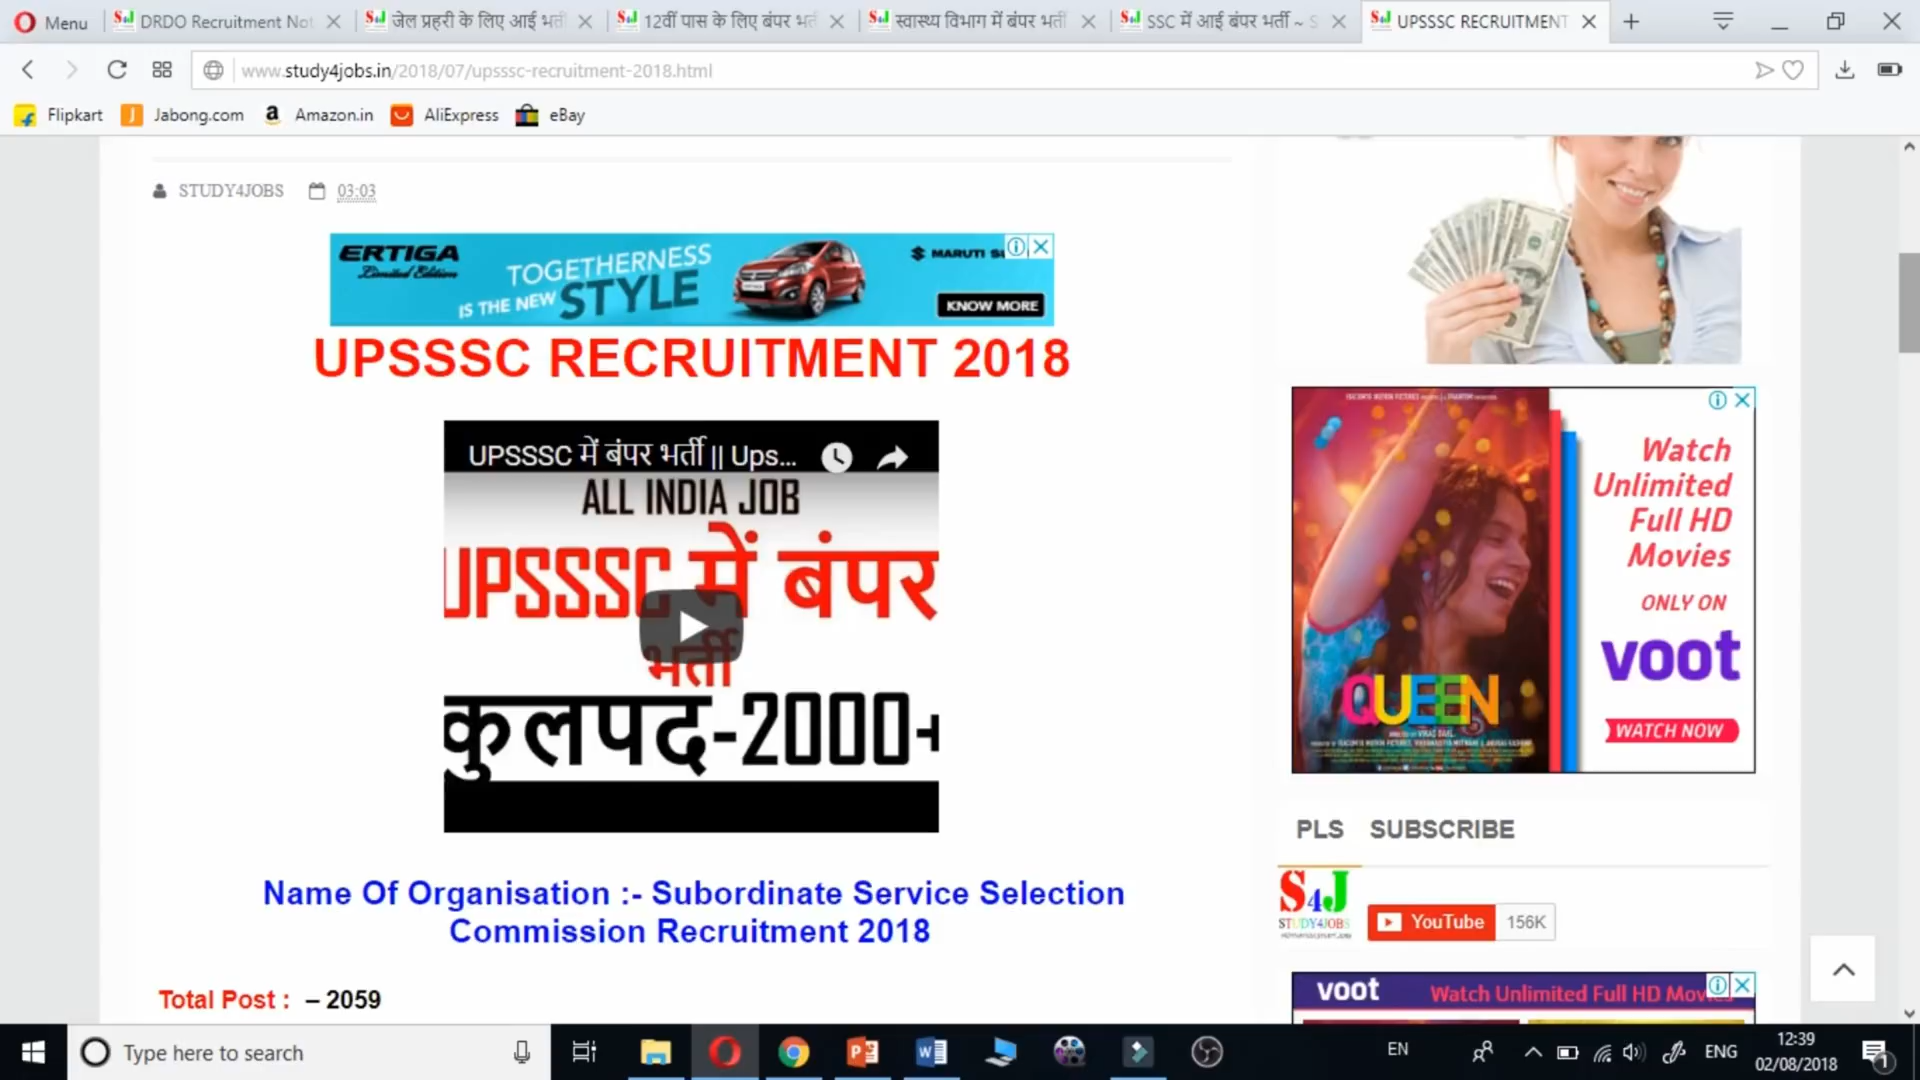 Menu
DRDO Recruitment Not
जेल प्रहरी के लिए आई भर्ती
12वीं पास के लिए बंपर भर्ती
स्वास्थ्य विभाग में बंपर भर्ती
SSC में आई बंपर भर्ती ~ S
UPSSSC RECRUITMENT
www.study4jobs.in/2018/07/upsssc-recruitment-2018.html
Flipkart
Jabong.com
Amazon.in
AliExpress
eBay
STUDY4JOBS
03:03
ERTIGA
Limited Edition
TOGETHERNESS
IS THE NEW STYLE
MARUTI
KNOW MORE
UPSSSC RECRUITMENT 2018
UPSSSC में बंपर भर्ती || Ups...
ALL INDIA JOB
UPSSSC में बंपर
भर्ती
कुलपद-2000+
Name Of Organisation :- Subordinate Service Selection
Commission Recruitment 2018
Total Post : – 2059
Watch
Unlimited
Full HD
Movies
ONLY ON
voot
WATCH NOW
QUEEN
PLS SUBSCRIBE
S4J
STUDY4JOBS
YouTube 156K
voot
Watch Unlimited Full HD Mov
Type here to search
EN
ENG
12:39
02/08/2018
1